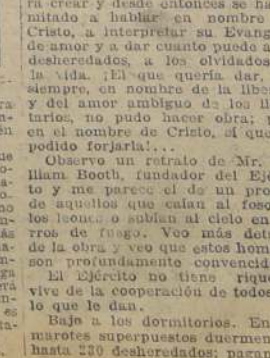 ra crear y desde entonces se ha
mitado a hablar en nombre
Cristo, a interpretar su Evang
de amor y a dar cuanto puede a
desheredados, a los olvidados
la vida. ¡El que quería dar,
siempre, en nombre de la libe
y del amor ambiguo de los li
tarios, no pudo hacer obra; p
en el nombre de Cristo, sí que
podido forjarla!...
Observo un retrato de Mr.
lliam Booth, fundador del Ejé
to y me parece el de un pro
de aquellos que caían al foso
los leones o subían al cielo en
rros de fuego. Veo más det
de la obra y veo que estos hom
son profundamente convencid
El Ejército no tiene rique
vive de la cooperación de todos
lo que le dan.
Bajo a los dormitorios. En
marotes superpuestos duermen
hasta 230 desheredados; pagan